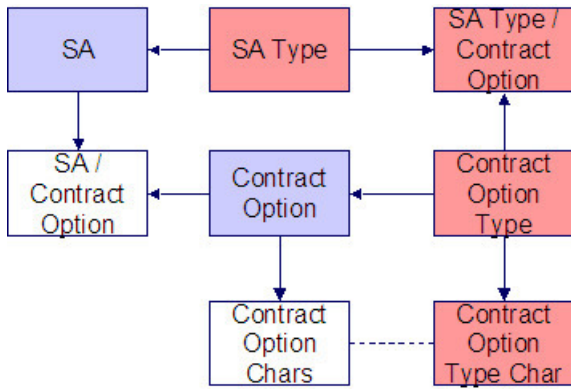 SA
SA Type
SA Type /
Contract
Option
SA /
Contract
Option
Contract
Option
Contract
Option
Type
Contract
Option
Chars
Contract
Option
Type Char